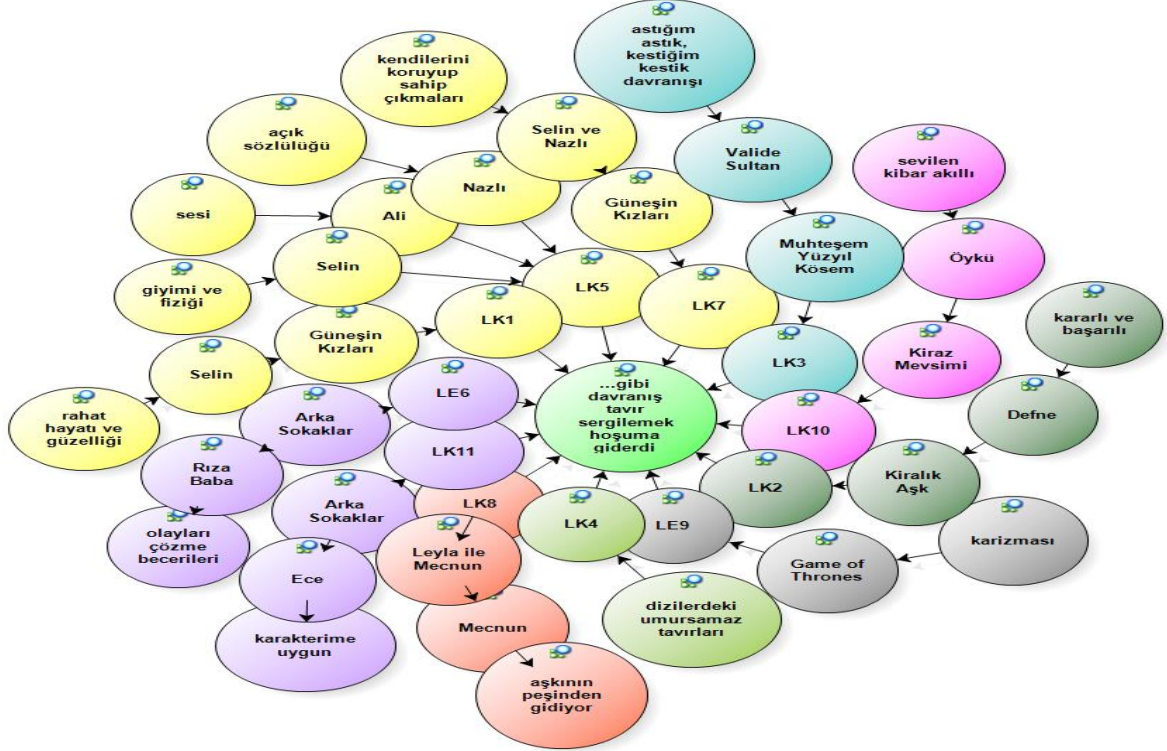 astığım
astık,
kestiğim
kestik
davranışı
kendilerini
koruyup
sahip
çıkmaları
açık
sözlülüğü
Selin ve
Nazlı
Valide
Sultan
sevilen
kibar akıllı
Nazlı
sesi
Ali
Güneşin
Kızları
Muhteşem
Yüzyıl
Kösem
Öykü
Selin
giyimi ve
fiziği
LK5
LK7
LK1
Güneşin
Kızları
kararlı ve
başarılı
LK3
Kiraz
Mevsimi
Selin
...gibi
davranış
tavır
sergilemek
hoşuma
giderdi
LE6
rahat
hayatı ve
güzelliği
Arka
Sokaklar
Defne
LK10
LK11
Rıza
Baba
LK2
Kiralık
Aşk
LK8
Arka
Sokaklar
LK4
LE9
olayları
çözme
becerileri
Leyla ile
Mecnun
Game of
Thrones
karizması
Ece
dizilerdeki
umursamaz
tavırları
Mecnun
karakterime
uygun
aşkının
peşinden
gidiyor